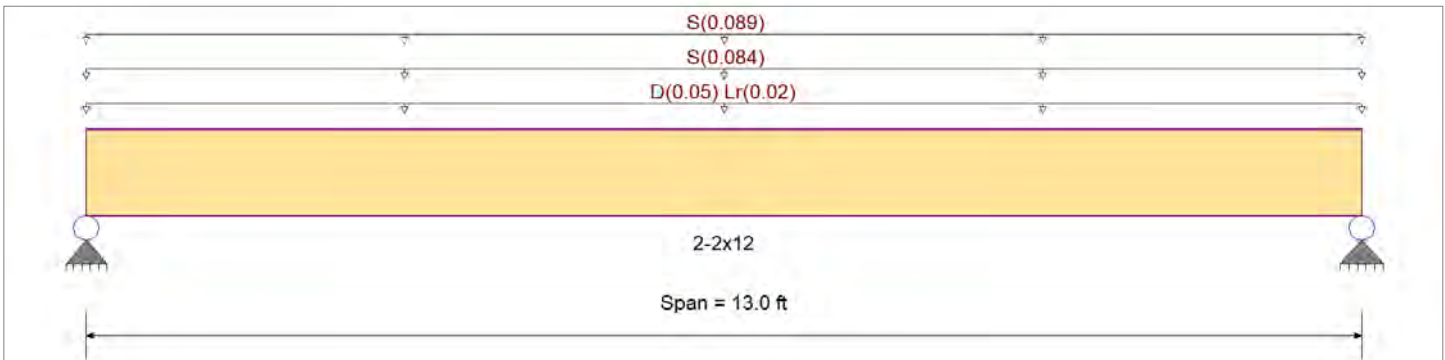 S(0.089)
S(0.084)
D(0.05) Lr(0.02)
2-2x12
Span = 13.0 ft